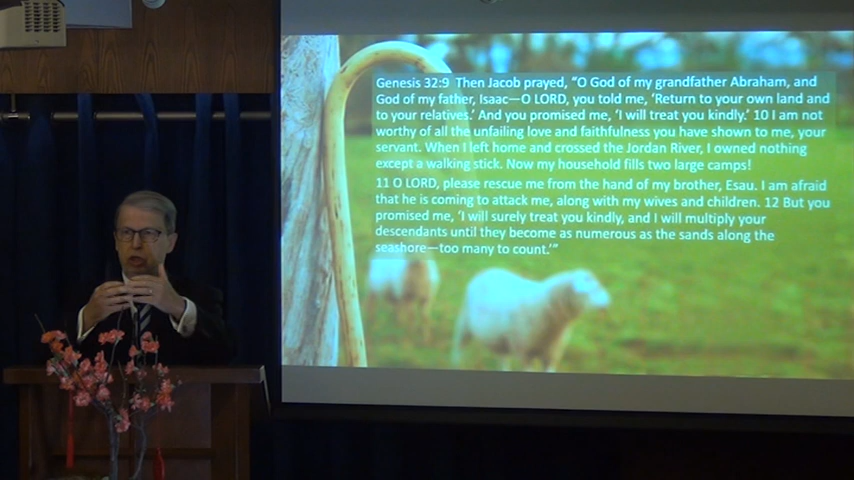 Genesis 32:9 Then Jacob prayed, “O God of my grandfather Abraham, and
God of my father, Isaac—O LORD, you told me, ‘Return to your own land and
to your relatives.’ And you promised me, ‘I will treat you kindly.’ 10 I am not
worthy of all the unfailing love and faithfulness you have shown to me, your
servant. When I left home and crossed the Jordan River, I owned nothing
except a walking stick. Now my household fills two large camps!
11 O LORD, please rescue me from the hand of my brother, Esau. I am afraid
that he is coming to attack me, along with my wives and children. 12 But you
promised me, ‘I will surely treat you kindly, and I will multiply your
descendants until they become as numerous as the sands along the
seashore—too many to count.’”